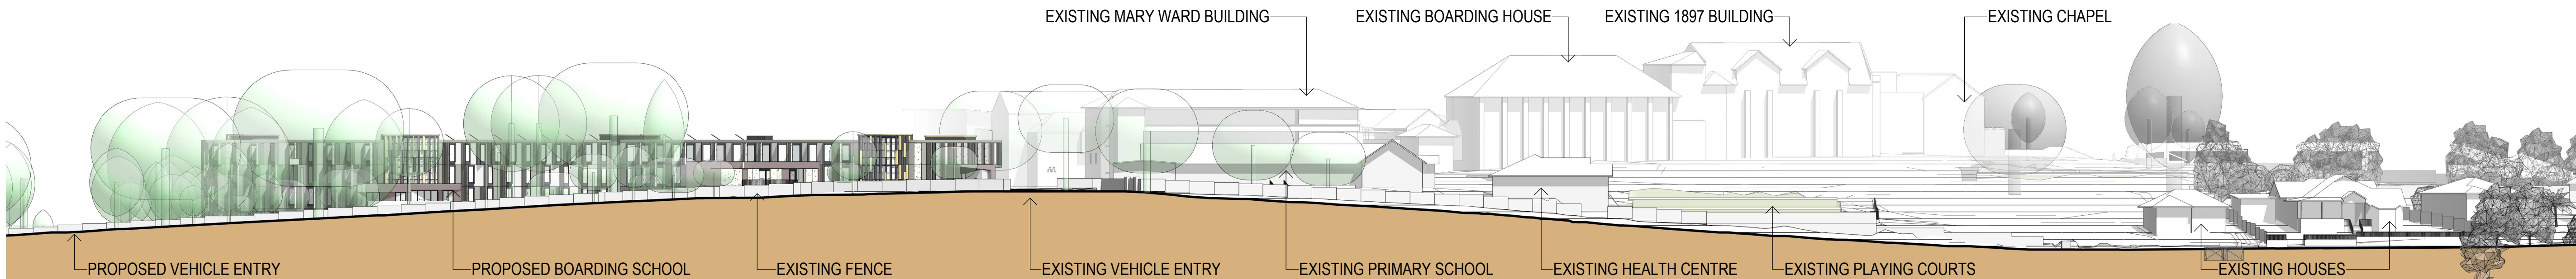 EXISTING MARY WARD BUILDING
EXISTING BOARDING HOUSE
EXISTING 1897 BUILDING
EXISTING CHAPEL
PROPOSED VEHICLE ENTRY
PROPOSED BOARDING SCHOOL
EXISTING FENCE
EXISTING VEHICLE ENTRY
EXISTING PRIMARY SCHOOL
EXISTING HEALTH CENTRE
EXISTING PLAYING COURTS
EXISTING HOUSES